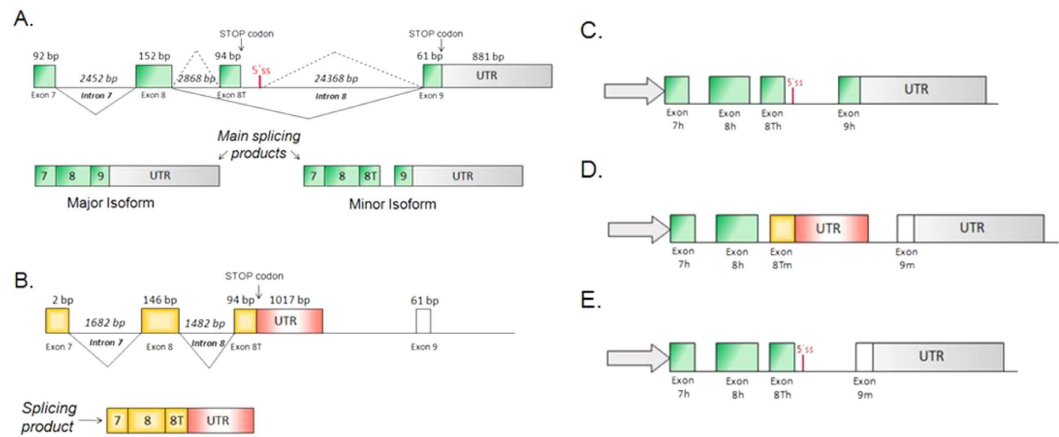 A.
STOP codon
STOP codon
92 bp
152 bp
94 bp
61 bp
881 bp
2452 bp
2868 bp
5'ss
24368 bp
UTR
Exon 7
Intron 7
Exon 8
Exon 8T
Intron 8
Exon 9
Main splicing
products
7 8 9 UTR
7 8 8T 9 UTR
Major Isoform
Minor Isoform
B.
STOP codon
2 bp
146 bp
94 bp
1017 bp
61 bp
1682 bp
1482 bp
UTR
Exon 7
Intron 7
Exon 8
Intron 8
Exon 8T
Exon 9
Splicing
product
7 8 8T UTR
C.
5'ss
UTR
Exon
7h
Exon
8h
Exon
8Th
Exon
9h
D.
UTR
UTR
Exon
7h
Exon
8h
Exon
8Tm
Exon
9m
E.
5'ss
UTR
Exon
7h
Exon
8h
Exon
8Th
Exon
9m